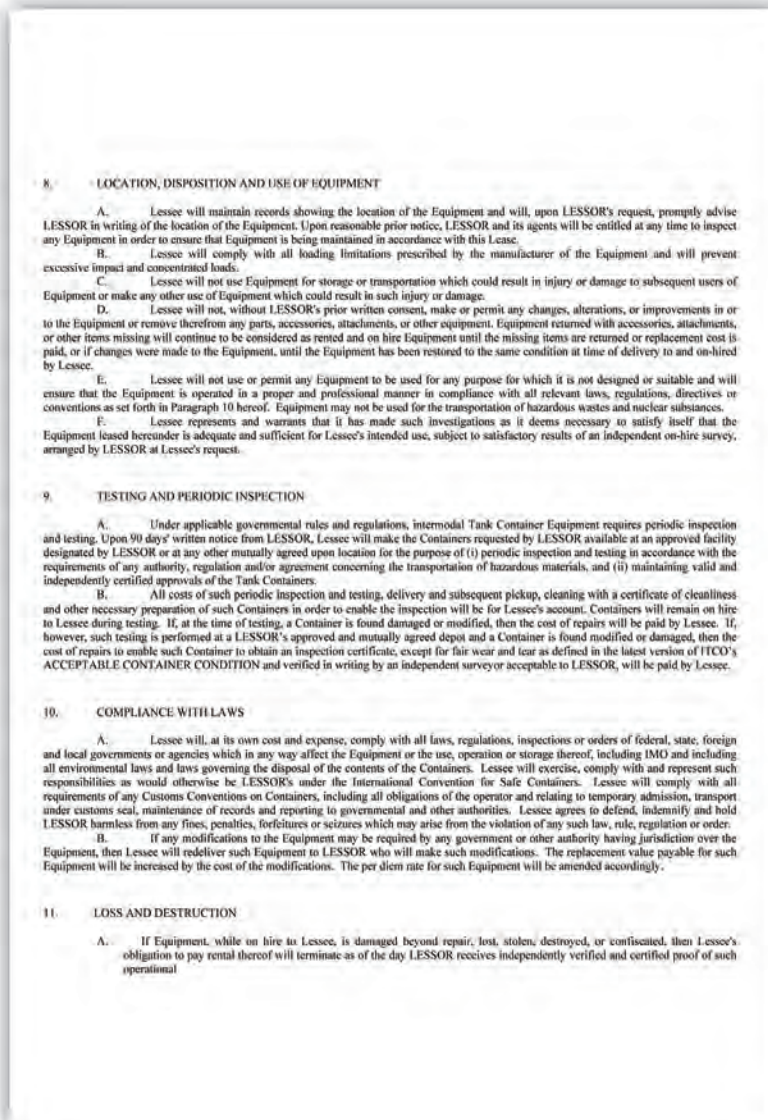 8. LOCATION, DISPOSITION AND USE OF EQUIPMENT
A. Lessee will maintain records showing the location of the Equipment and will, upon LESSOR's request, promptly advise
LESSOR in writing of the location of the Equipment. Upon reasonable prior notice, LESSOR and its agents will be entitled at any time to inspect
any Equipment in order to ensure that Equipment is being maintained in accordance with this Lease.
B. Lessee will comply with all loading limitations prescribed by the manufacturer of the Equipment and will prevent
excessive impact and concentrated loads.
C. Lessee will not use Equipment for storage or transportation which could result in injury or damage to subsequent users of
Equipment or make any other use of Equipment which could result in such injury or damage.
D. Lessee will not, without LESSOR's prior written consent, make or permit any changes, alterations, or improvements in or
to the Equipment or remove therefrom any parts, accessories, attachments, or other equipment. Equipment returned with accessories, attachments,
or other items missing will continue to be considered as rented and on hire Equipment until the missing items are returned or replacement cost is
paid, or if changes were made to the Equipment, until the Equipment has been restored to the same condition at time of delivery to and on-hired
by Lessee.
E. Lessee will not use or permit any Equipment to be used for any purpose for which it is not designed or suitable and will
ensure that the Equipment is operated in a proper and professional manner in compliance with all relevant laws, regulations, directives or
conventions as set forth in Paragraph 10 hereof. Equipment may not be used for the transportation of hazardous wastes and nuclear substances.
F. Lessee represents and warrants that it has made such investigations as it deems necessary to satisfy itself that the
Equipment leased hereunder is adequate and sufficient for Lessee's intended use, subject to satisfactory results of an independent on-hire survey,
arranged by LESSOR at Lessee's request.
9. TESTING AND PERIODIC INSPECTION
A. Under applicable governmental rules and regulations, intermodal Tank Container Equipment requires periodic inspection
and testing. Upon 90 days' written notice from LESSOR, Lessee will make the Containers requested by LESSOR available at an approved facility
designated by LESSOR or at any other mutually agreed upon location for the purpose of (i) periodic inspection and testing in accordance with the
requirements of any authority, regulation and/or agreement concerning the transportation of hazardous materials, and (ii) maintaining valid and
independently certified approvals of the Tank Containers.
B. All costs of such periodic inspection and testing, delivery and subsequent pickup, cleaning with a certificate of cleanliness
and other necessary preparation of such Containers in order to enable the inspection will be for Lessee's account. Containers will remain on hire
to Lessee during testing. If, at the time of testing, a Container is found damaged or modified, then the cost of repairs will be paid by Lessee. If,
however, such testing is performed at a LESSOR's approved and mutually agreed depot and a Container is found modified or damaged, then the
cost of repairs to enable such Container to obtain an inspection certificate, except for fair wear and tear as defined in the latest version of ITCO's
ACCEPTABLE CONTAINER CONDITION and verified in writing by an independent surveyor acceptable to LESSOR, will be paid by Lessee.
10. COMPLIANCE WITH LAWS
A. Lessee will, at its own cost and expense, comply with all laws, regulations, inspections or orders of federal, state, foreign
and local governments or agencies which in any way affect the Equipment or the use, operation or storage thereof, including IMO and including
all environmental laws and laws governing the disposal of the contents of the Containers. Lessee will exercise, comply with and represent such
responsibilities as would otherwise be LESSOR's under the International Convention for Safe Containers. Lessee will comply with all
requirements of any Customs Conventions on Containers, including all obligations of the operator and relating to temporary admission, transport
under customs seal, maintenance of records and reporting to governmental and other authorities. Lessee agrees to defend, indemnify and hold
LESSOR harmless from any fines, penalties, forfeitures or seizures which may arise from the violation of any such law, rule, regulation or order.
B. If any modifications to the Equipment may be required by any government or other authority having jurisdiction over the
Equipment, then Lessee will redeliver such Equipment to LESSOR who will make such modifications. The replacement value payable for such
Equipment will be increased by the cost of the modifications. The per diem rate for such Equipment will be amended accordingly.
11. LOSS AND DESTRUCTION
A. If Equipment, while on hire to Lessee, is damaged beyond repair, lost, stolen, destroyed, or confiscated, then Lessee's
obligation to pay rental thereof will terminate as of the day LESSOR receives independently verified and certified proof of such
operational